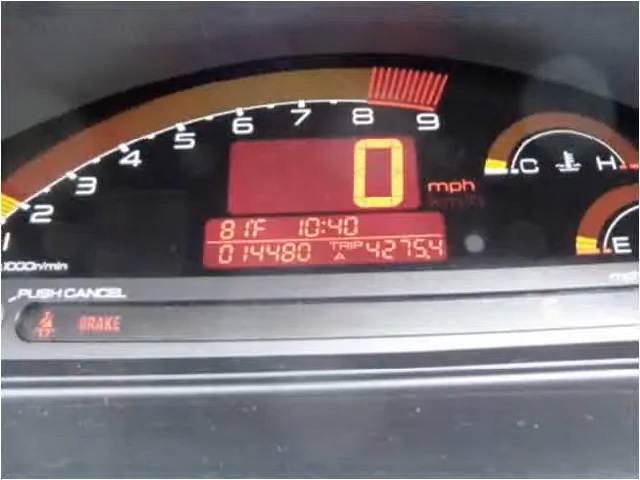 1 2 3 4 5 6 7 8 9
x1000r/min
0 mph
km/h
81°F 10:40
014480 TRIP A 4275.4
C H
E
PUSH CANCEL
BRAKE